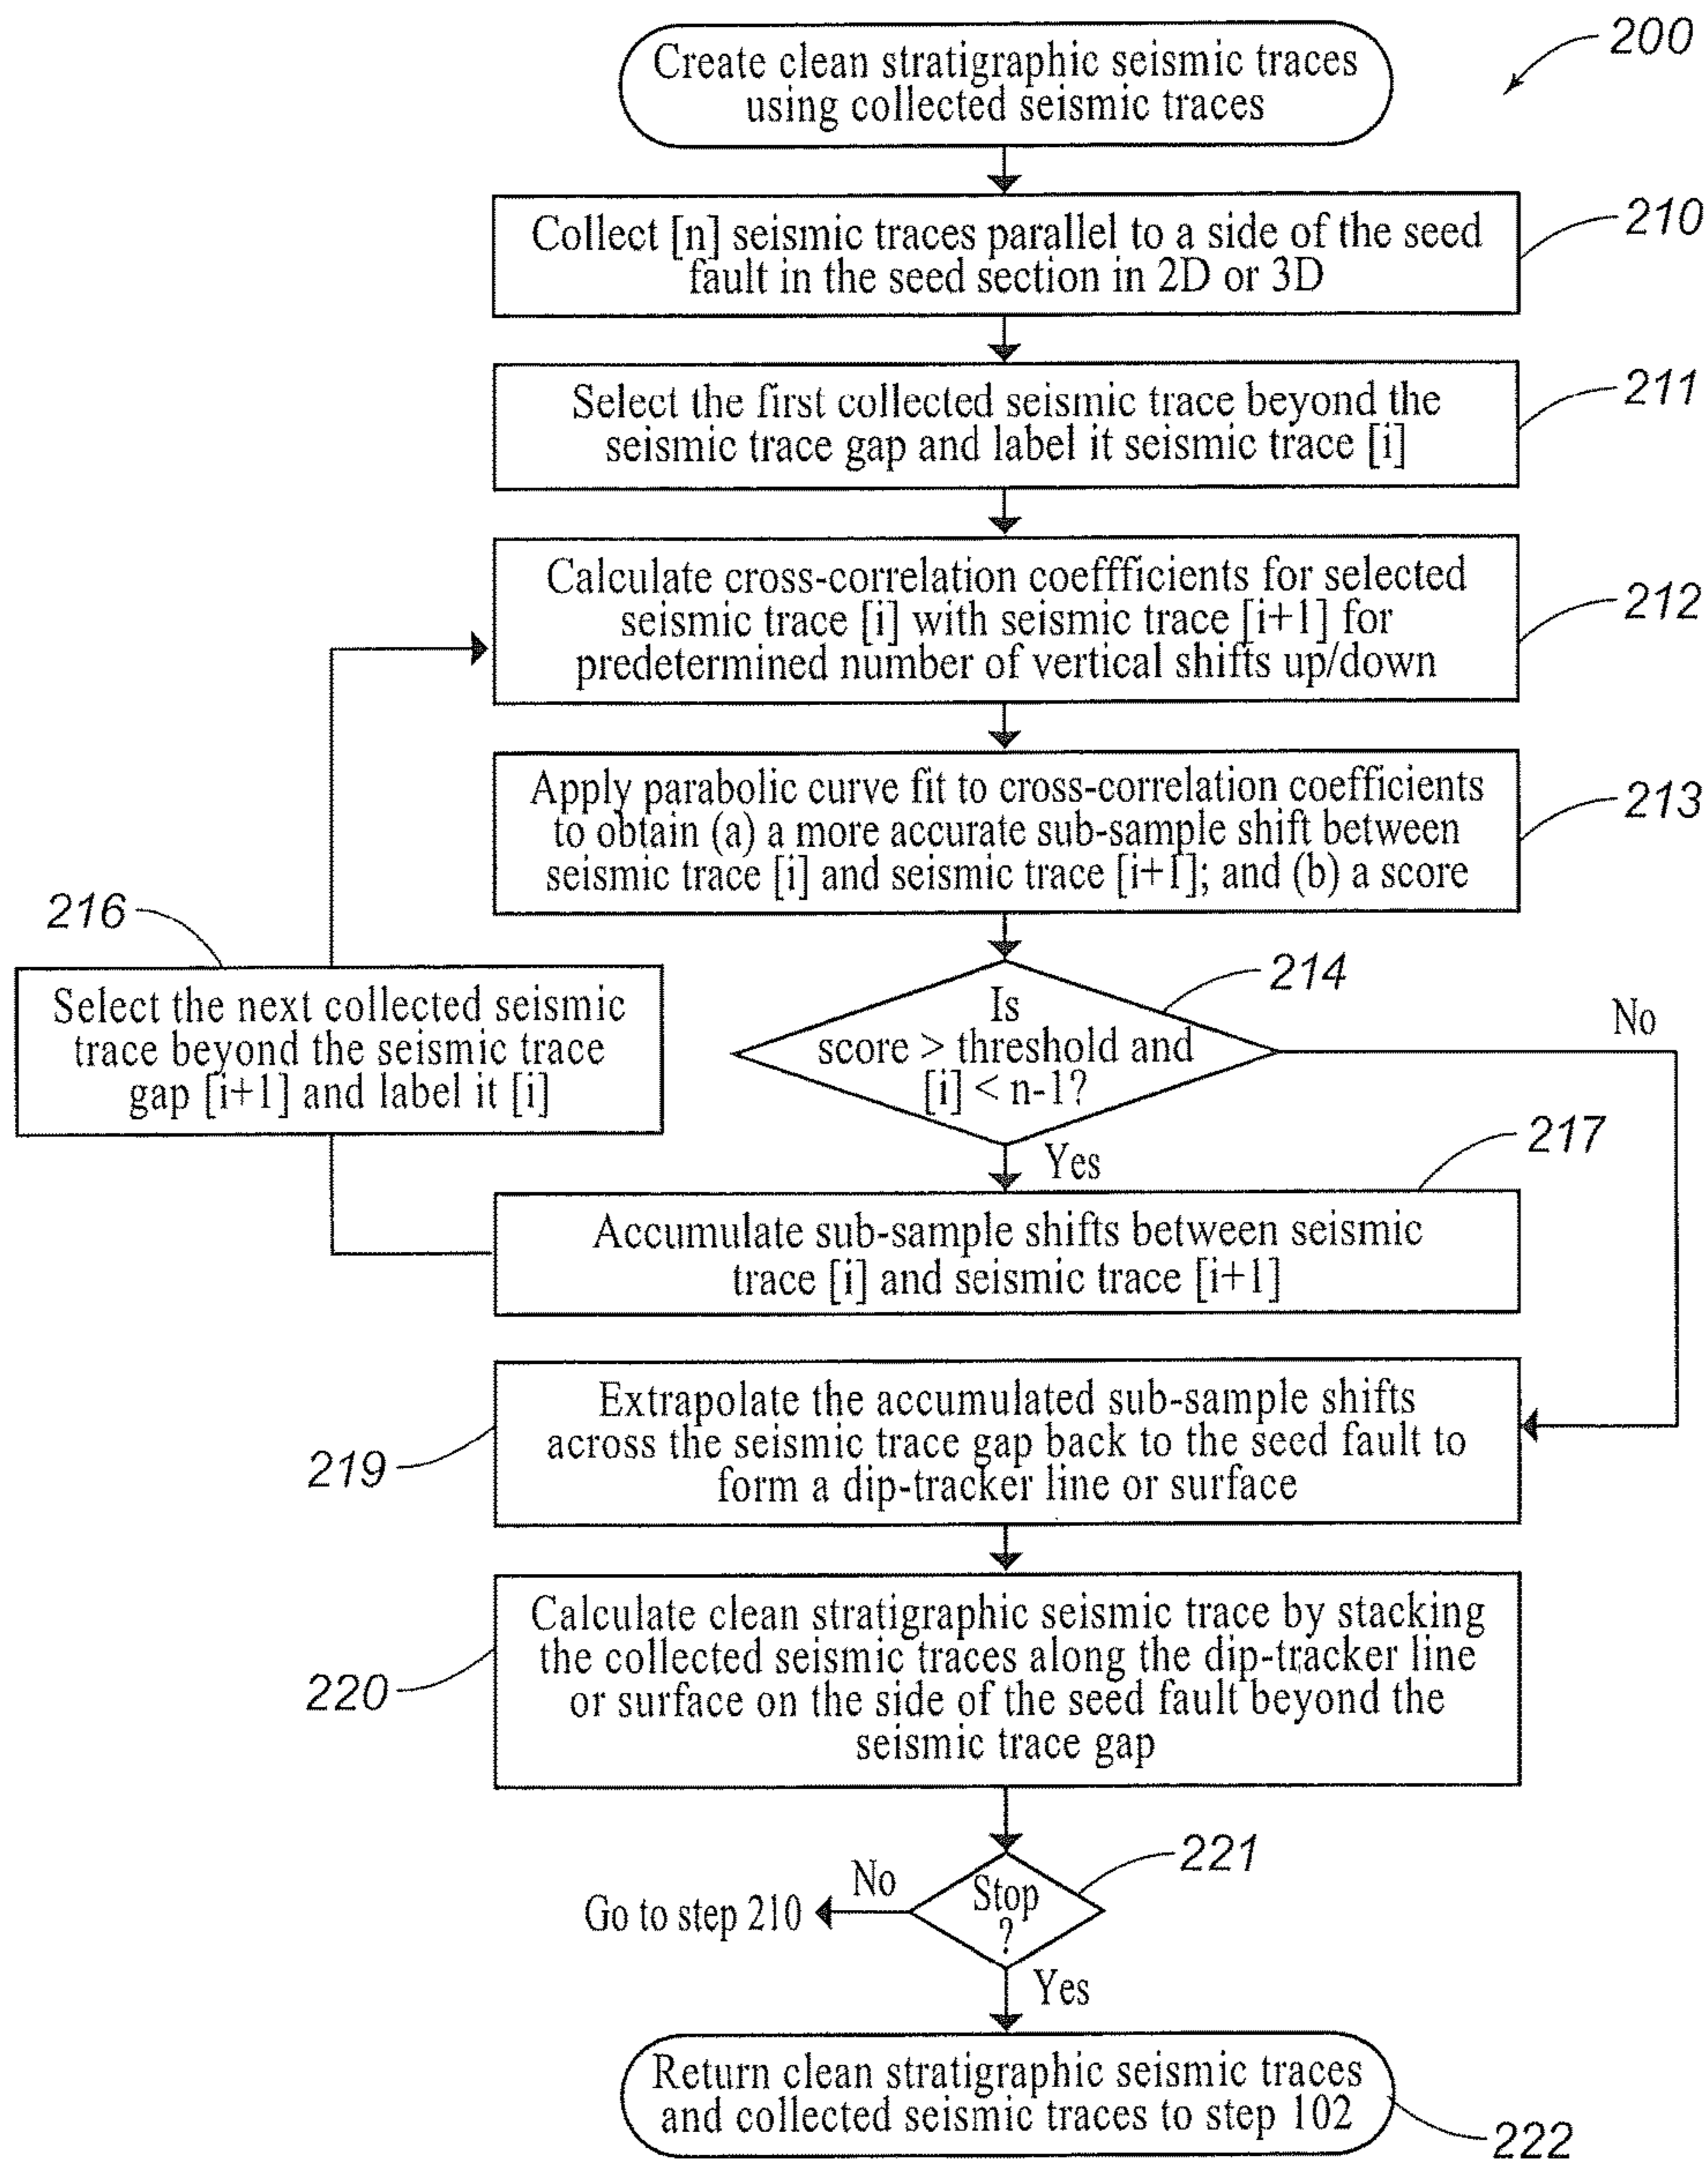 200
Create clean stratigraphic seismic traces
using collected seismic traces
Collect [n] seismic traces parallel to a side of the seed
fault in the seed section in 2D or 3D
210
Select the first collected seismic trace beyond the
seismic trace gap and label it seismic trace [i]
211
Calculate cross-correlation coeffficients for selected
seismic trace [i] with seismic trace [i+1] for
predetermined number of vertical shifts up/down
212
Apply parabolic curve fit to cross-correlation coefficients
to obtain (a) a more accurate sub-sample shift between
seismic trace [i] and seismic trace [i+1]; and (b) a score
213
216
Select the next collected seismic
trace beyond the seismic trace
gap [i+1] and label it [i]
214
Is
score > threshold and
[i] < n-1?
No
Yes
217
Accumulate sub-sample shifts between seismic
trace [i] and seismic trace [i+1]
Extrapolate the accumulated sub-sample shifts
across the seismic trace gap back to the seed fault to
form a dip-tracker line or surface
219
Calculate clean stratigraphic seismic trace by stacking
the collected seismic traces along the dip-tracker line
or surface on the side of the seed fault beyond the
seismic trace gap
220
221
Stop
?
No
Go to step 210
Yes
Return clean stratigraphic seismic traces
and collected seismic traces to step 102
222